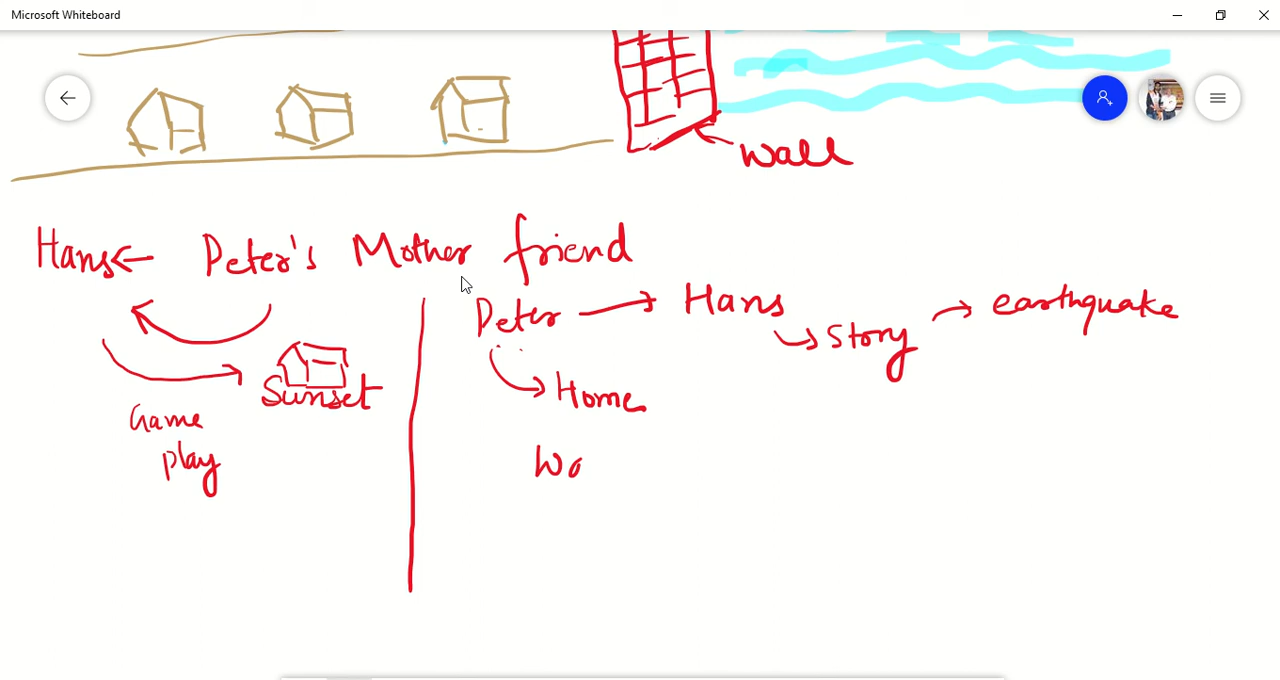 Microsoft Whiteboard
Wall
Hans ← Peter's Mother friend
Peter → Hans
Story → earthquake
Sunset
Home
Game
play
Wo